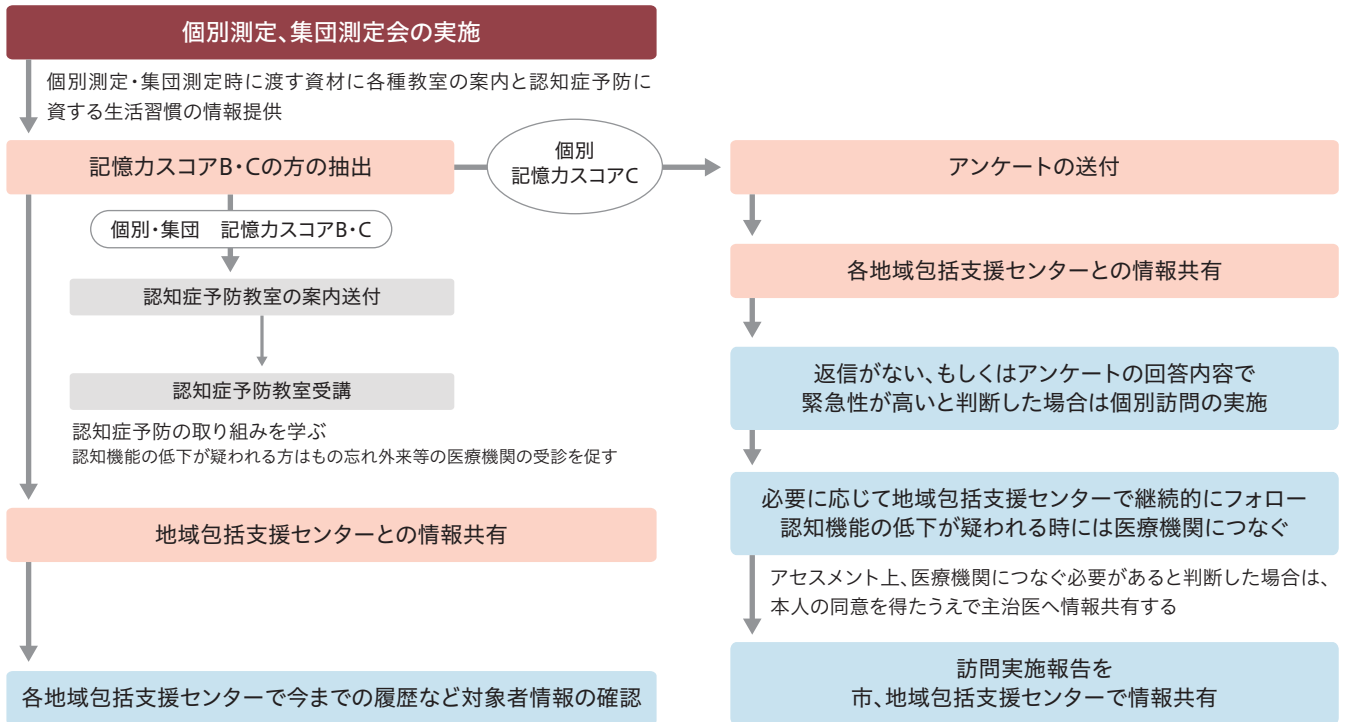 個別測定、集団測定会の実施
個別測定・集団測定時に渡す資材に各種教室の案内と認知症予防に
資する生活習慣の情報提供
記憶力スコアB・Cの方の抽出
個別・集団　記憶力スコアB・C
認知症予防教室の案内送付
認知症予防教室受講
認知症予防の取り組みを学ぶ
認知機能の低下が疑われる方はもの忘れ外来等の医療機関の受診を促す
地域包括支援センターとの情報共有
各地域包括支援センターで今までの履歴など対象者情報の確認
個別
記憶力スコアC
アンケートの送付
各地域包括支援センターとの情報共有
返信がない、もしくはアンケートの回答内容で
緊急性が高いと判断した場合は個別訪問の実施
必要に応じて地域包括支援センターで継続的にフォロー
認知機能の低下が疑われる時には医療機関につなぐ
アセスメント上、医療機関につなぐ必要があると判断した場合は、
本人の同意を得たうえで主治医へ情報共有する
訪問実施報告を
市、地域包括支援センターで情報共有